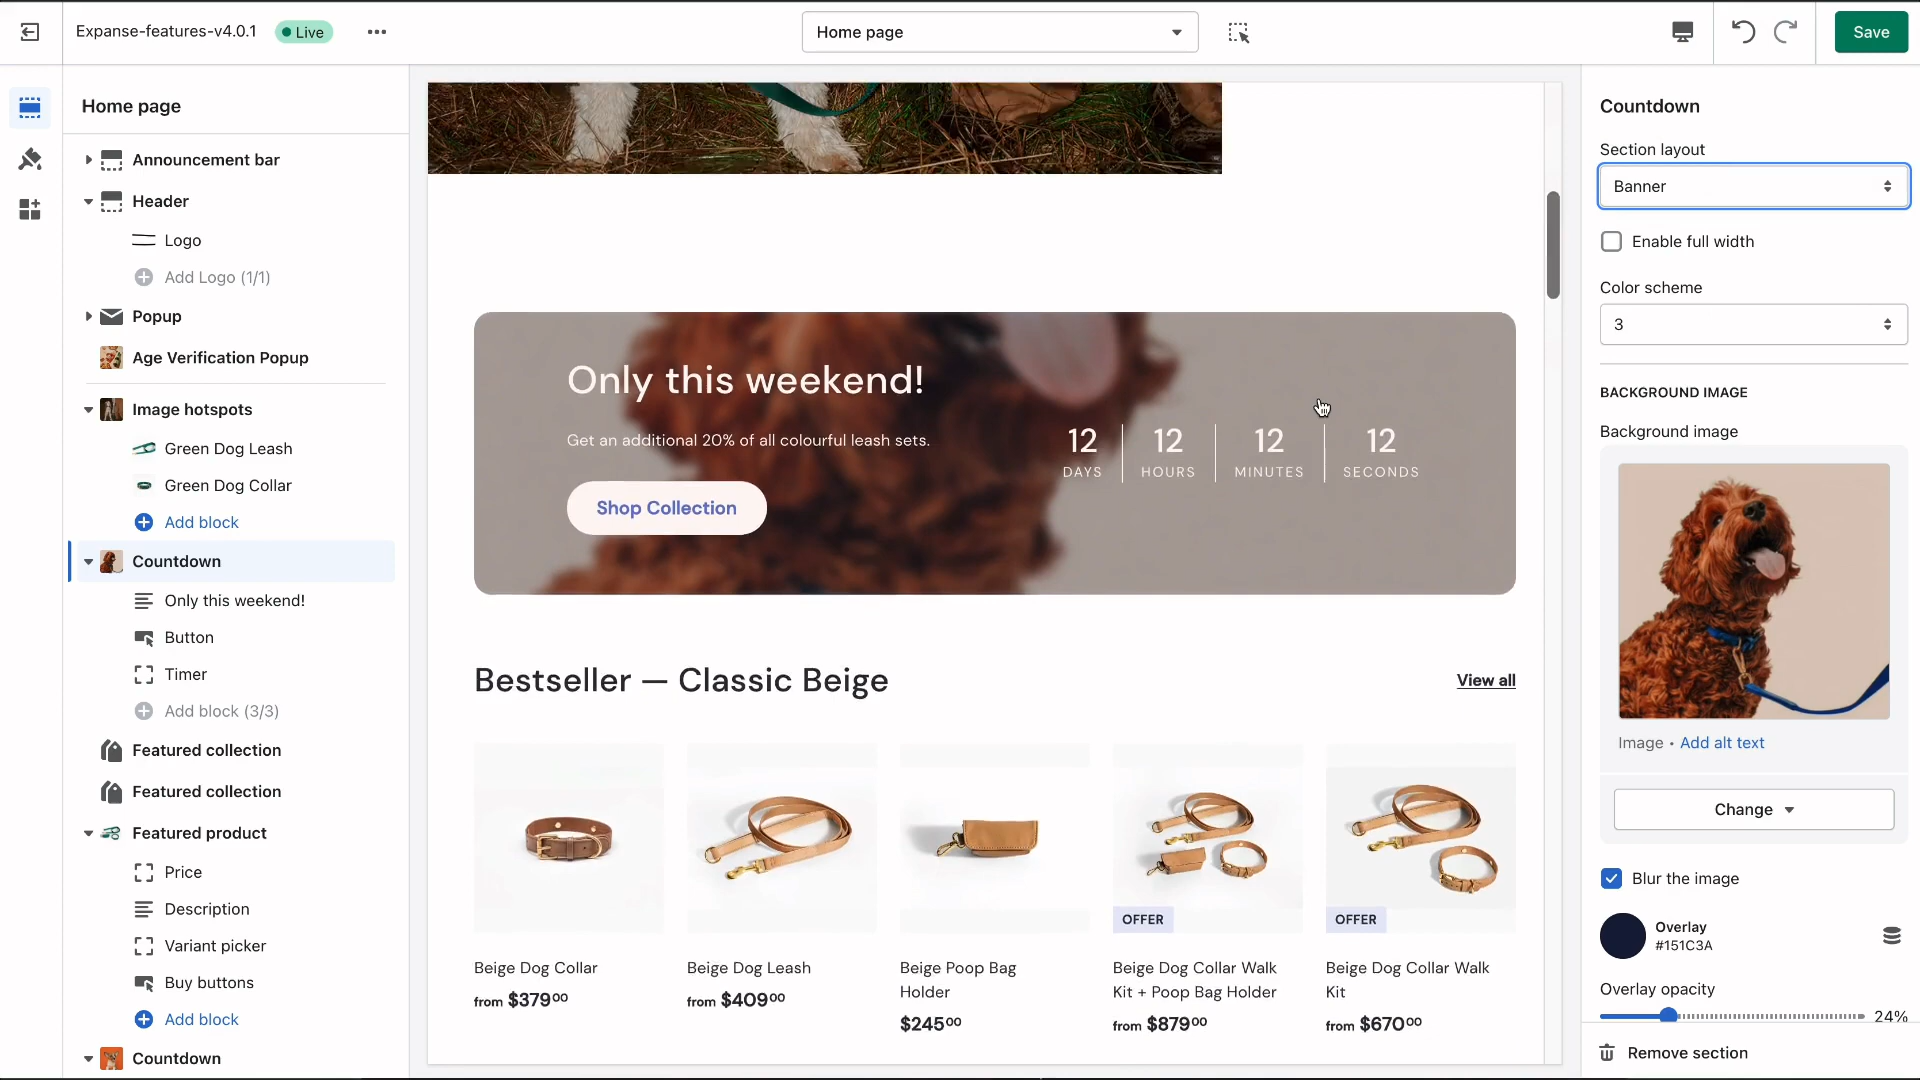 Expanse-features-v4.0.1
Live
Home page
Save
Home page
Announcement bar
Header
Logo
Add Logo (1/1)
Popup
Age Verification Popup
Image hotspots
Green Dog Leash
Green Dog Collar
Add block
Countdown
Only this weekend!
Button
Timer
Add block (3/3)
Featured collection
Featured collection
Featured product
Price
Description
Variant picker
Buy buttons
Add block
Countdown
Only this weekend!
Get an additional 20% of all colourful leash sets.
Shop Collection
12 12 12 12
DAYS HOURS MINUTES SECONDS
Bestseller — Classic Beige
View all
OFFER
OFFER
Beige Dog Collar
from $379⁰⁰
Beige Dog Leash
from $409⁰⁰
Beige Poop Bag
Holder
$245⁰⁰
Beige Dog Collar Walk
Kit + Poop Bag Holder
from $879⁰⁰
Beige Dog Collar Walk
Kit
from $670⁰⁰
Countdown
Section layout
Banner
Enable full width
Color scheme
3
BACKGROUND IMAGE
Background image
Image • Add alt text
Change
Blur the image
Overlay
#151C3A
Overlay opacity
24%
Remove section